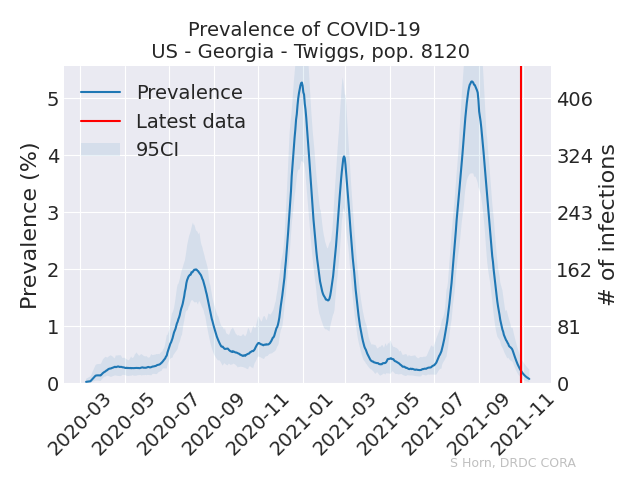 Prevalence of COVID-19
US - Georgia - Twiggs, pop. 8120
Prevalence
Latest data
95CI
Prevalence (%)
5
4
3
2
1
0
406
324
243
162
81
0
# of infections
2020-03
2020-05
2020-07
2020-09
2020-11
2021-01
2021-03
2021-05
2021-07
2021-09
2021-11
S Horn, DRDC CORA